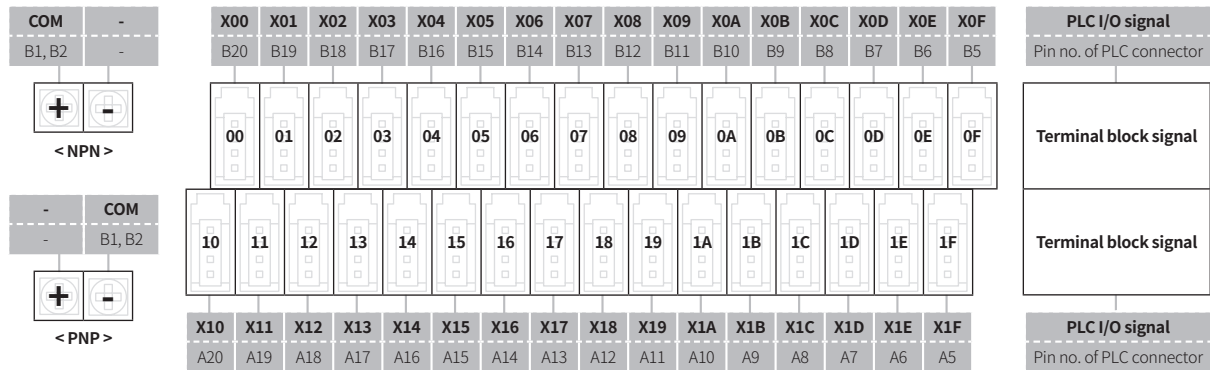 COM -
B1, B2 -
+ -
< NPN >
X00 X01 X02 X03 X04 X05 X06 X07 X08 X09 X0A X0B X0C X0D X0E X0F
B20 B19 B18 B17 B16 B15 B14 B13 B12 B11 B10 B9 B8 B7 B6 B5
00 01 02 03 04 05 06 07 08 09 0A 0B 0C 0D 0E 0F
PLC I/O signal
Pin no. of PLC connector
Terminal block signal
- COM
- B1, B2
+ -
< PNP >
10 11 12 13 14 15 16 17 18 19 1A 1B 1C 1D 1E 1F
X10 X11 X12 X13 X14 X15 X16 X17 X18 X19 X1A X1B X1C X1D X1E X1F
A20 A19 A18 A17 A16 A15 A14 A13 A12 A11 A10 A9 A8 A7 A6 A5
Terminal block signal
PLC I/O signal
Pin no. of PLC connector